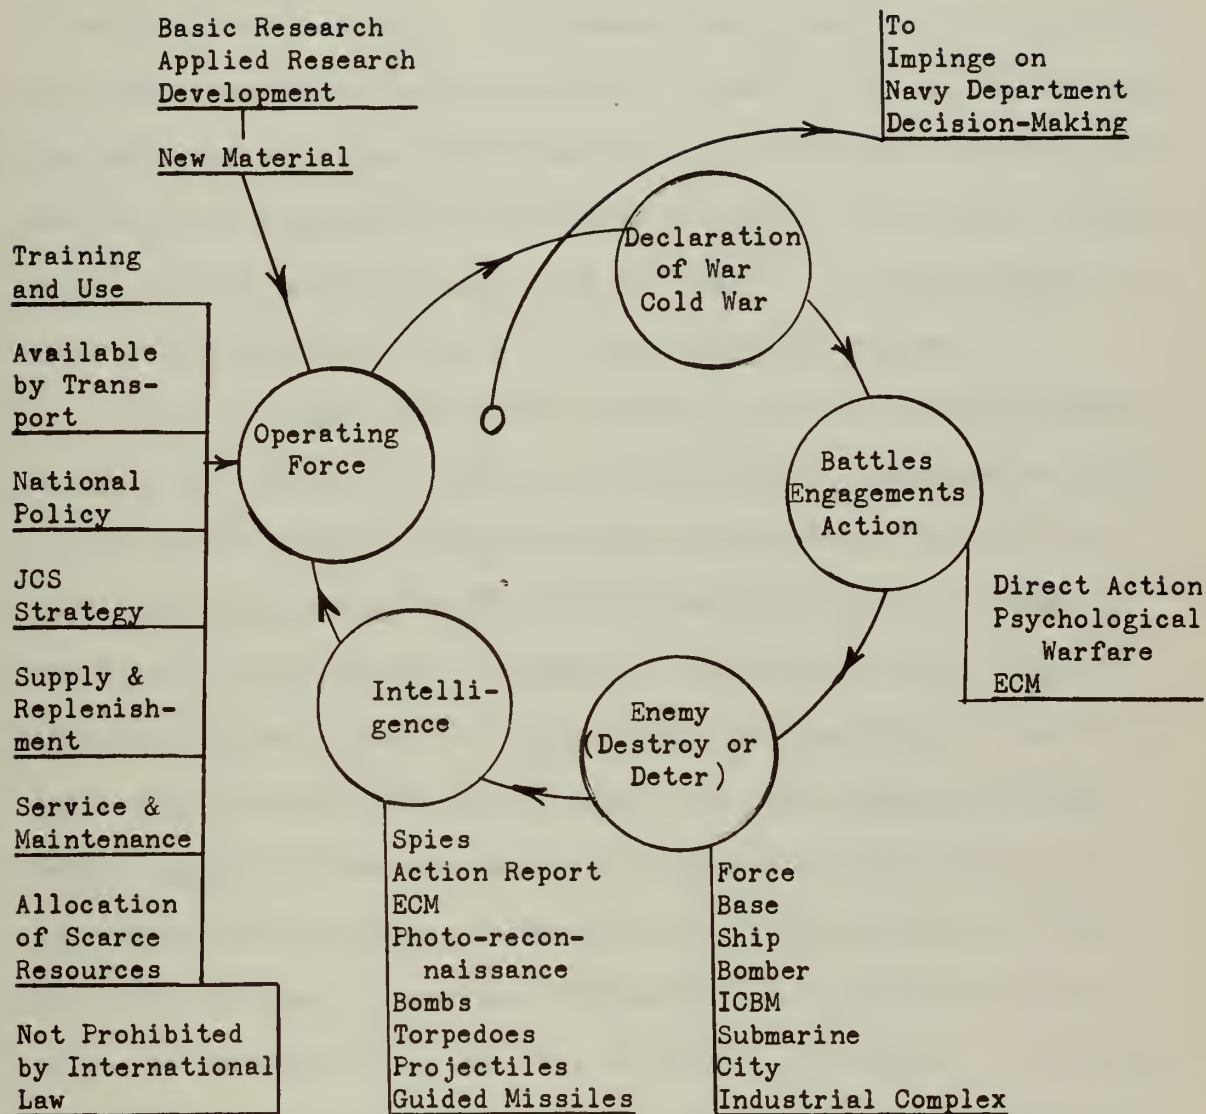 Basic Research
Applied Research
Development
New Material
To
Impinge on
Navy Department
Decision-Making
Declaration
of War
Cold War
Training
and Use
Available
by Trans-
port
National
Policy
JCS
Strategy
Supply &
Replenish-
ment
Service &
Maintenance
Allocation
of Scarce
Resources
Not Prohibited
by International
Law
Operating
Force
Battles
Engagements
Action
Direct Action
Psychological
Warfare
ECM
Enemy
(Destroy or
Deter)
Force
Base
Ship
Bomber
ICBM
Submarine
City
Industrial Complex
Intelli-
gence
Spies
Action Report
ECM
Photo-recon-
naissance
Bombs
Torpedoes
Projectiles
Guided Missiles